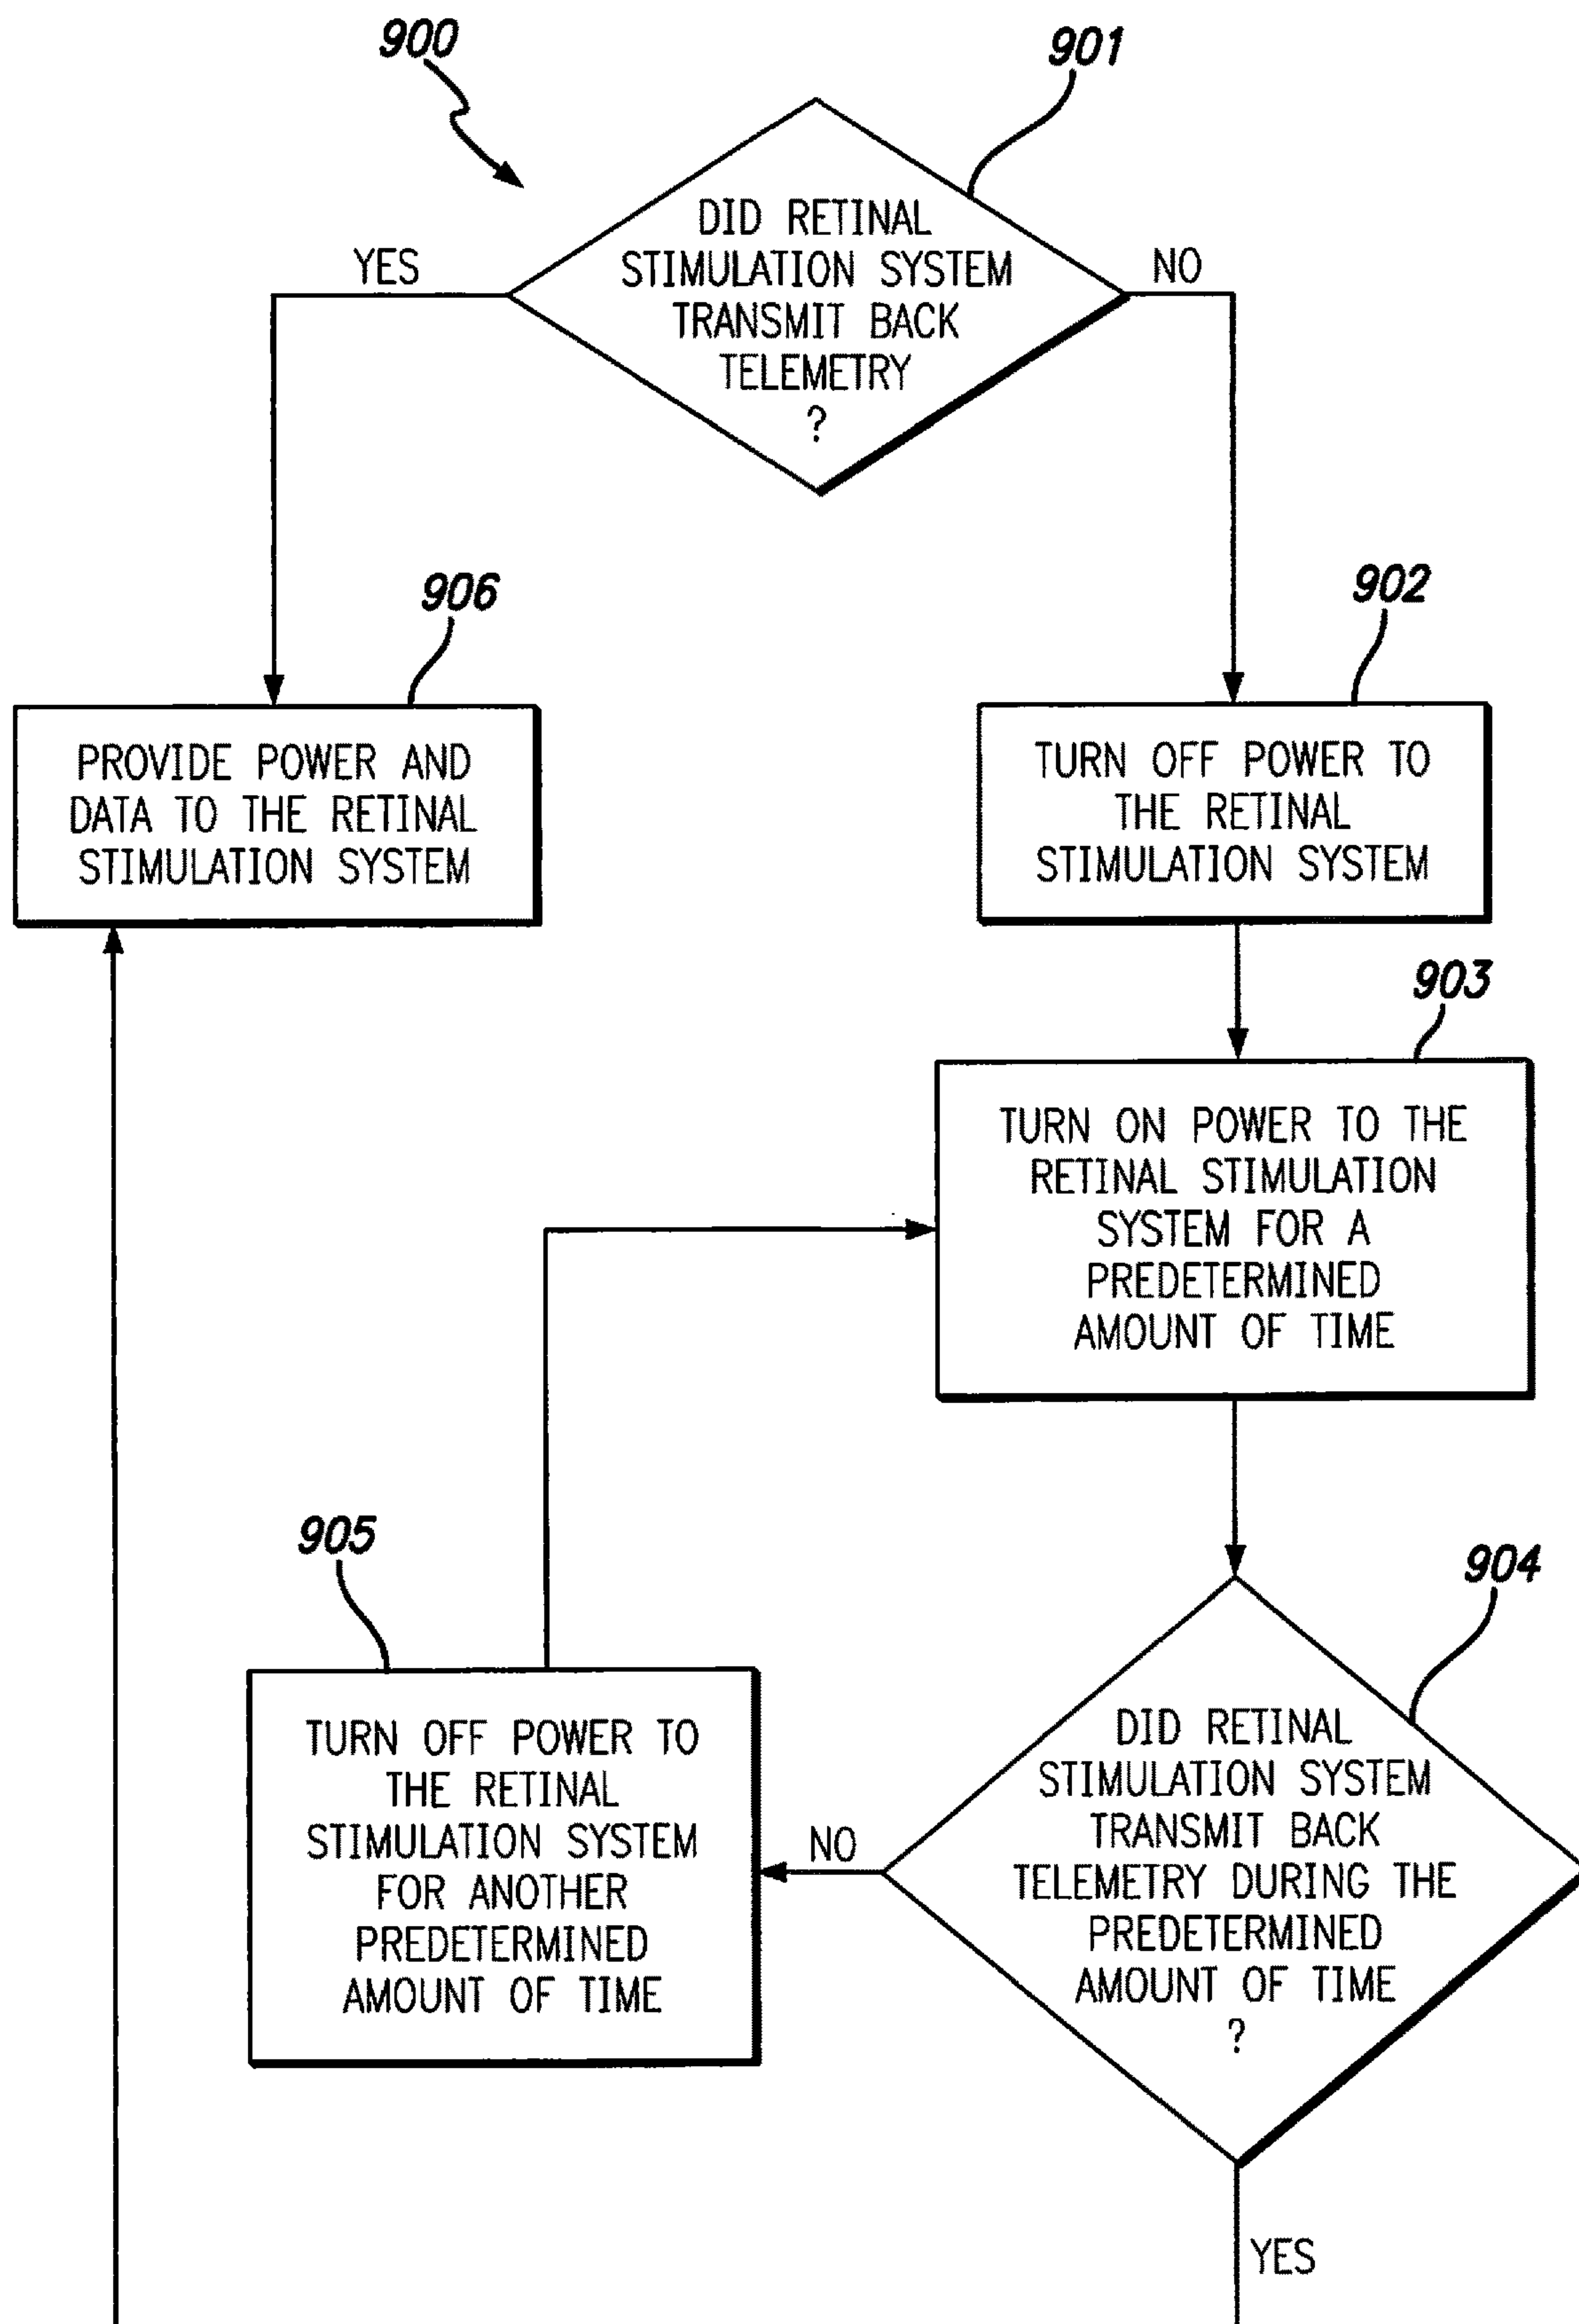 900
901
DID RETINAL
STIMULATION SYSTEM
TRANSMIT BACK
TELEMETRY
?
YES
NO
906
PROVIDE POWER AND
DATA TO THE RETINAL
STIMULATION SYSTEM
902
TURN OFF POWER TO
THE RETINAL
STIMULATION SYSTEM
903
TURN ON POWER TO THE
RETINAL STIMULATION
SYSTEM FOR A
PREDETERMINED
AMOUNT OF TIME
904
DID RETINAL
STIMULATION SYSTEM
TRANSMIT BACK
TELEMETRY DURING THE
PREDETERMINED
AMOUNT OF TIME
?
NO
905
TURN OFF POWER TO
THE RETINAL
STIMULATION SYSTEM
FOR ANOTHER
PREDETERMINED
AMOUNT OF TIME
YES